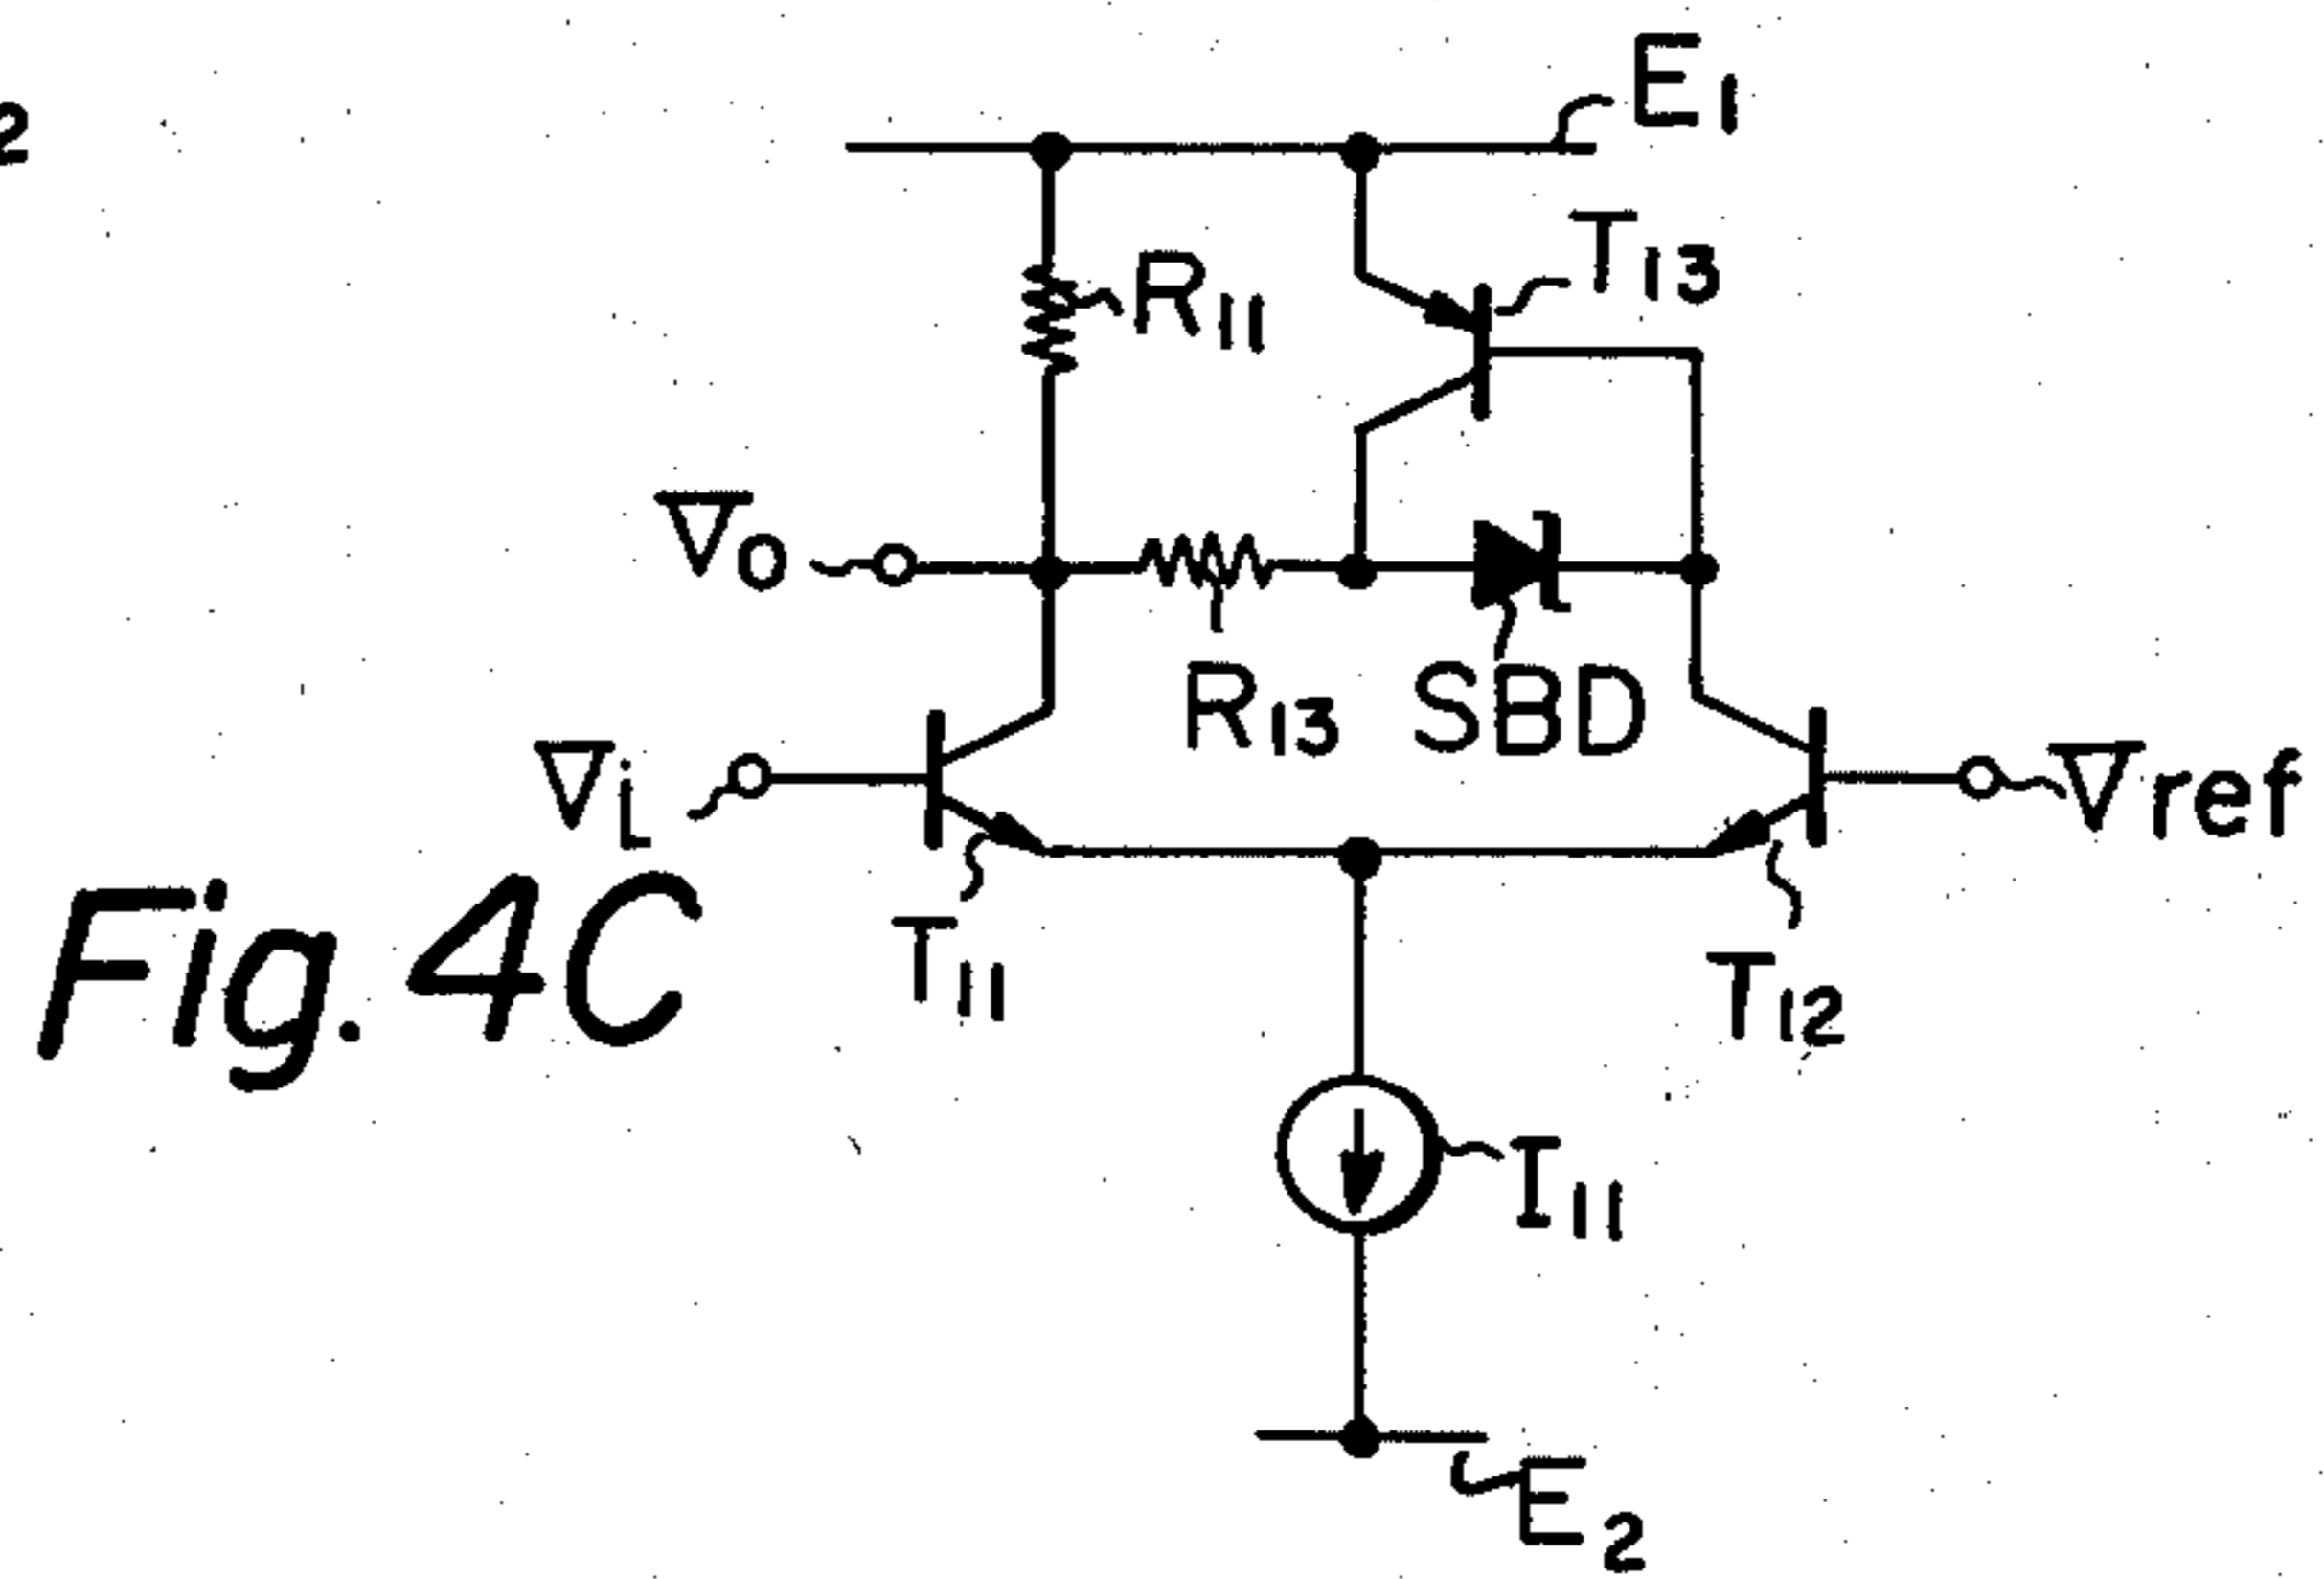 2
E1
T13
R11
Vo
R13 SBD
Vi
Vref
Fig. 4C
T11
T12
I11
E2